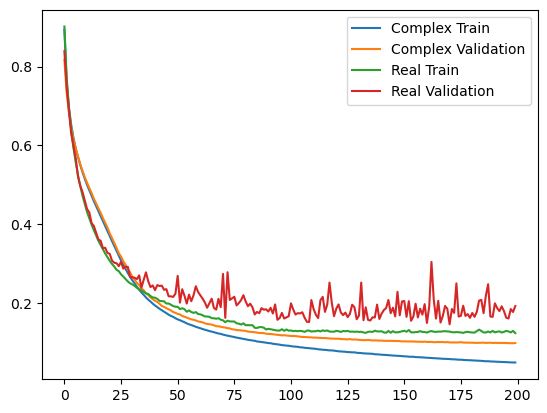 Complex Train
Complex Validation
Real Train
Real Validation
0.8
0.6
0.4
0.2
0 25 50 75 100 125 150 175 200